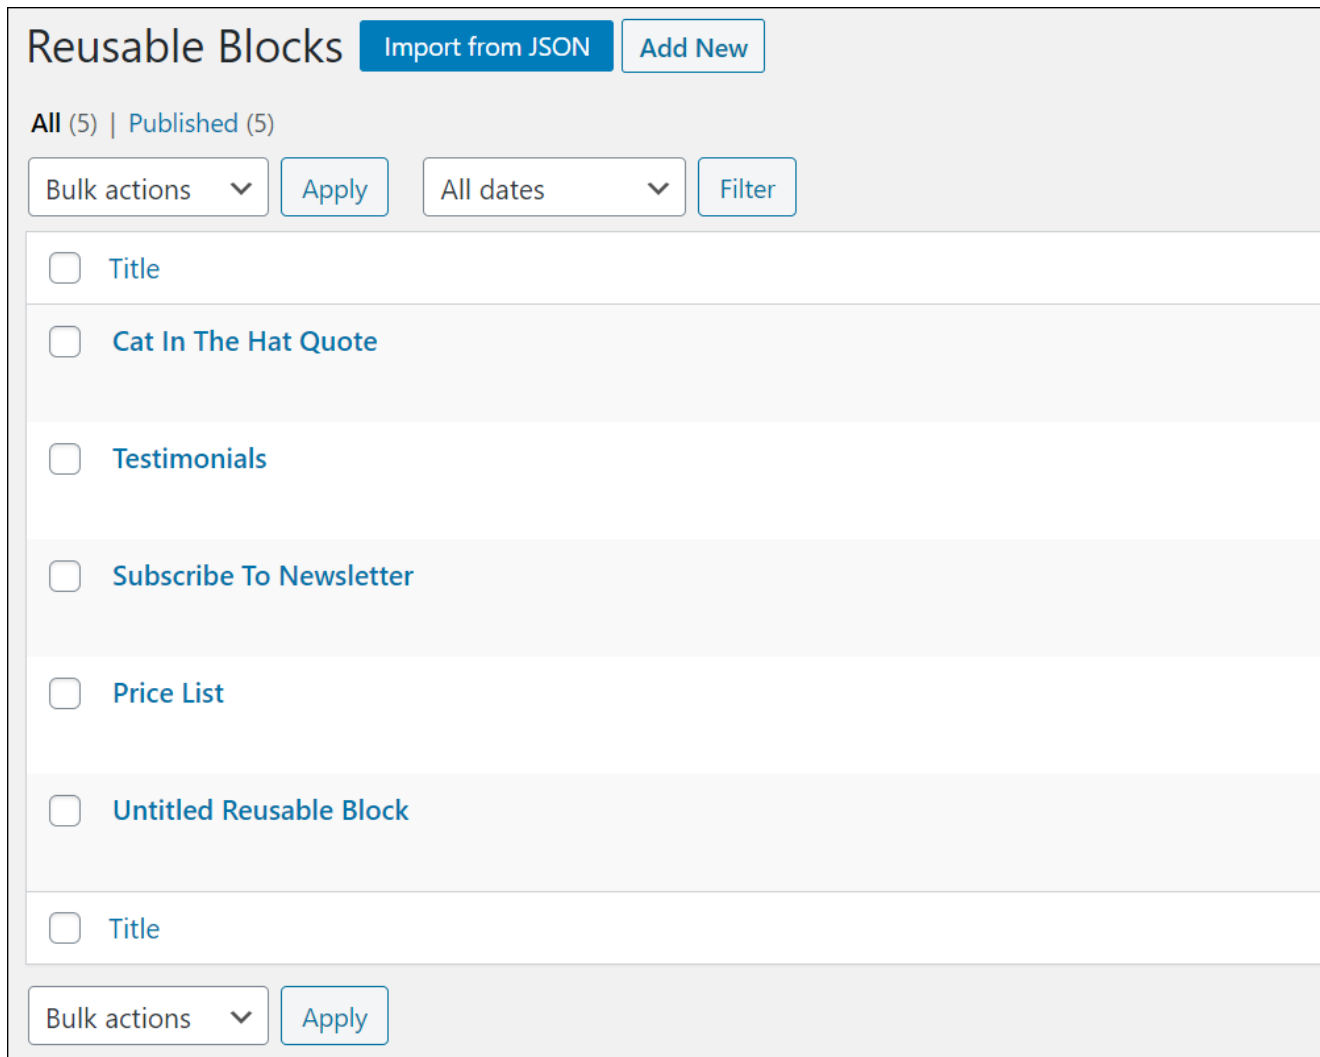 Reusable Blocks Import from JSON Add New
All (5) | Published (5)
Bulk actions Apply All dates Filter
Title
Cat In The Hat Quote
Testimonials
Subscribe To Newsletter
Price List
Untitled Reusable Block
Title
Bulk actions Apply